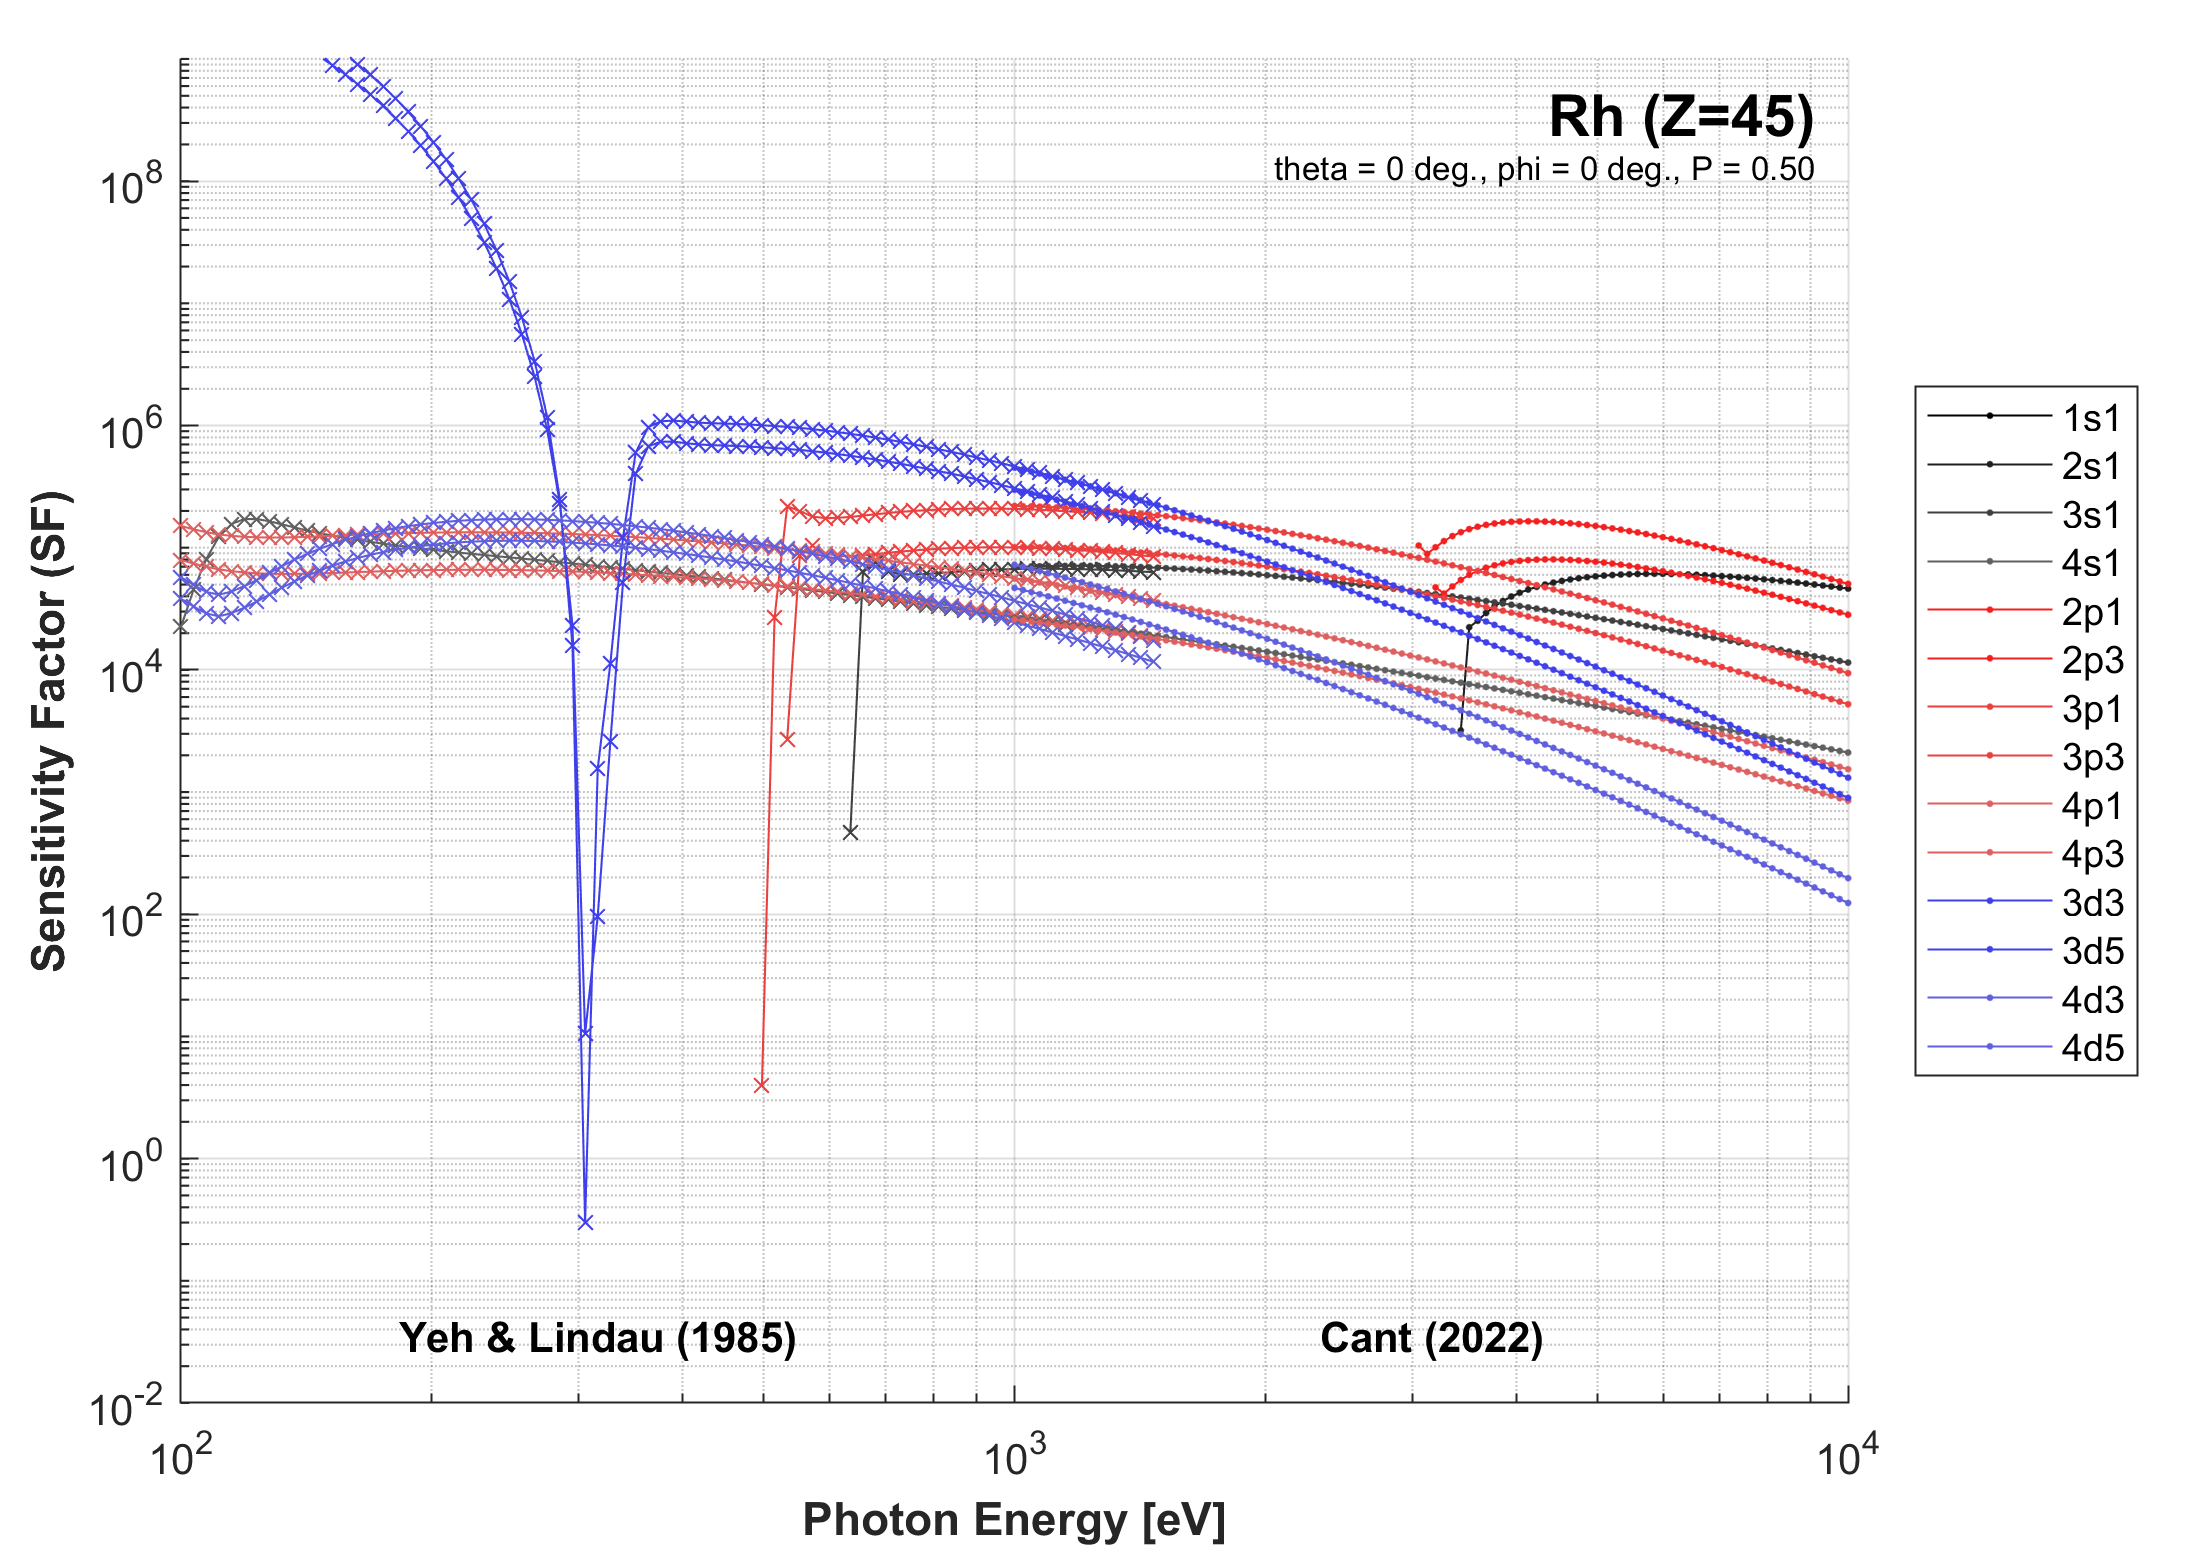 Rh (Z=45)
theta = 0 deg., phi = 0 deg., P = 0.50
Sensitivity Factor (SF)
10^8
10^6
10^4
10^2
10^0
10^-2
10^2
10^3
10^4
Photon Energy [eV]
Yeh & Lindau (1985)
Cant (2022)
1s1
2s1
3s1
4s1
2p1
2p3
3p1
3p3
4p1
4p3
3d3
3d5
4d3
4d5